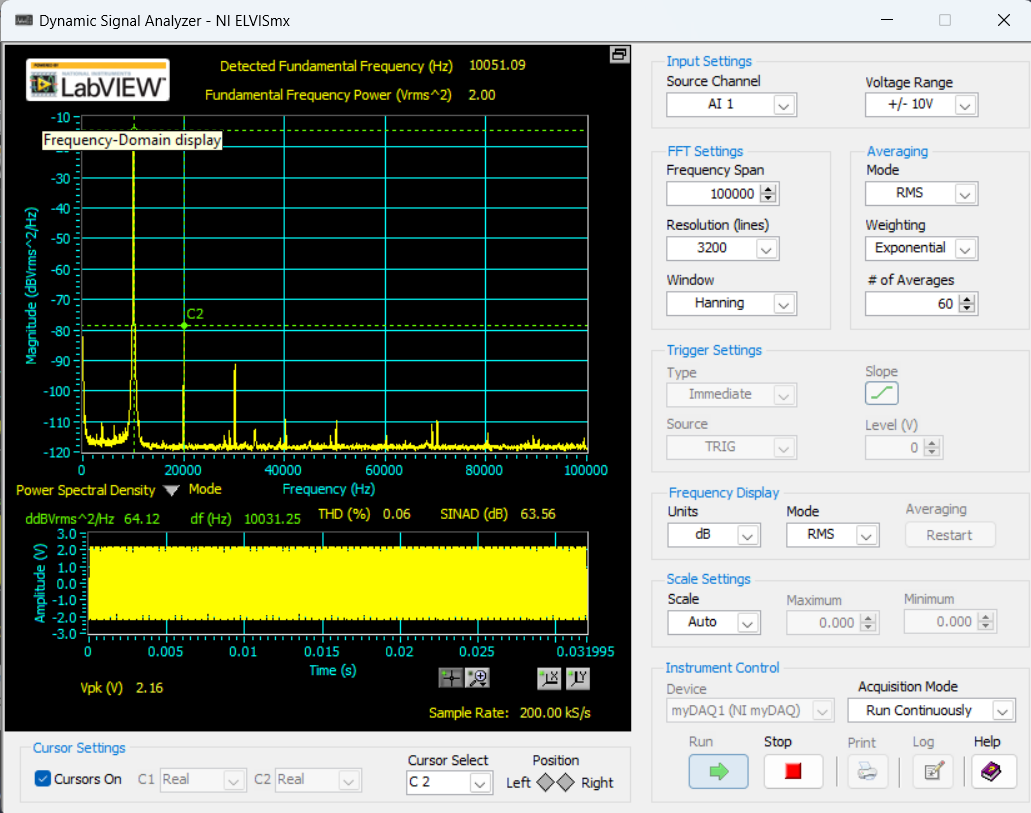 Dynamic Signal Analyzer - NI ELVISmx
POWERED BY
NATIONAL INSTRUMENTS
LabVIEW™
Detected Fundamental Frequency (Hz) 10051.09
Fundamental Frequency Power (Vrms^2) 2.00
Frequency-Domain display
Magnitude (dBVrms^2/Hz)
-10
-30
-40
-50
-60
-70
-80
-90
-100
-110
-120
C2
0 20000 40000 60000 80000 100000
Power Spectral Density Mode Frequency (Hz)
ddBVrms^2/Hz 64.12 df (Hz) 10031.25 THD (%) 0.06 SINAD (dB) 63.56
Amplitude (V)
3.0
2.0
1.0
0.0
-1.0
-2.0
-3.0
0 0.005 0.01 0.015 0.02 0.025 0.031995
Time (s)
Vpk (V) 2.16
X Y
Sample Rate: 200.00 kS/s
Cursor Settings
Cursors On C1 Real C2 Real
Cursor Select
C 2
Position
Left Right
Input Settings
Source Channel
AI 1
Voltage Range
+/- 10V
FFT Settings
Frequency Span
100000
Resolution (lines)
3200
Window
Hanning
Averaging
Mode
RMS
Weighting
Exponential
# of Averages
60
Trigger Settings
Type
Immediate
Slope
Source
TRIG
Level (V)
0
Frequency Display
Units
dB
Mode
RMS
Averaging
Restart
Scale Settings
Scale
Auto
Maximum
0.000
Minimum
0.000
Instrument Control
Device
myDAQ1 (NI myDAQ)
Acquisition Mode
Run Continuously
Run Stop Print Log Help